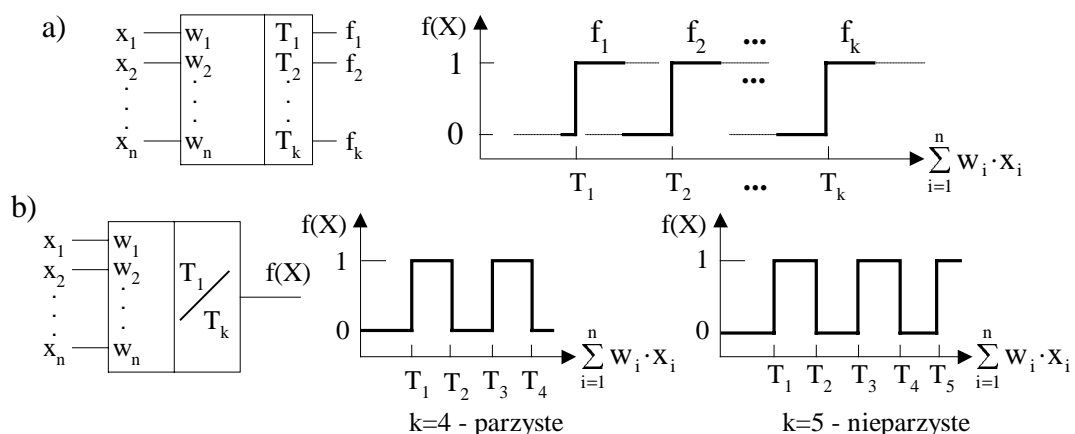 a)
x1 w1 T1 f1
x2 w2 T2 f2
xn wn Tk fk
f(X)
f1 f2 ... fk
1
...
0
T1 T2 ... Tk
n
∑ wi·xi
i=1
b)
x1 w1
x2 w2
xn wn
T1
Tk
f(X)
f(X)
1
0
T1 T2 T3 T4
n
∑ wi·xi
i=1
k=4 - parzyste
f(X)
1
0
T1 T2 T3 T4 T5
n
∑ wi·xi
i=1
k=5 - nieparzyste